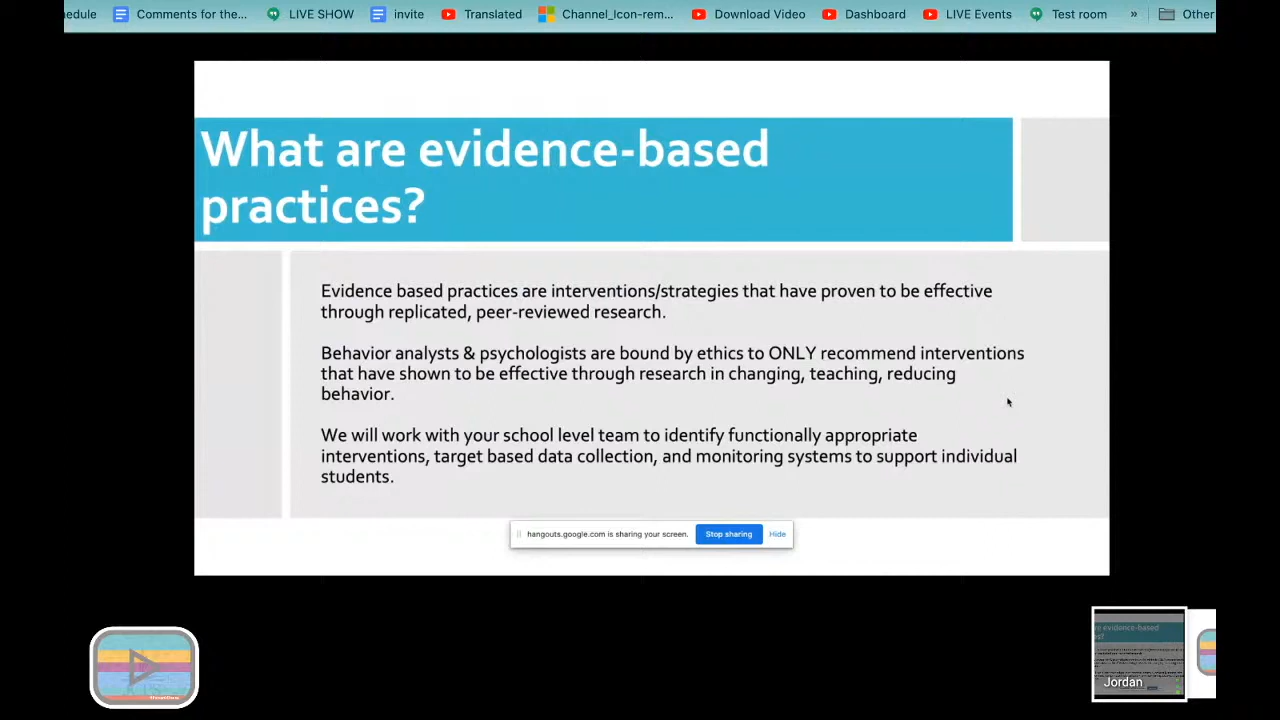 edule Comments for the... LIVE SHOW invite Translated Channel_Icon-rem... Download Video Dashboard LIVE Events Test room » Other
What are evidence-based
practices?
Evidence based practices are interventions/strategies that have proven to be effective
through replicated, peer-reviewed research.
Behavior analysts & psychologists are bound by ethics to ONLY recommend interventions
that have shown to be effective through research in changing, teaching, reducing
behavior.
We will work with your school level team to identify functionally appropriate
interventions, target based data collection, and monitoring systems to support individual
students.
hangouts.google.com is sharing your screen. Stop sharing Hide
Jordan